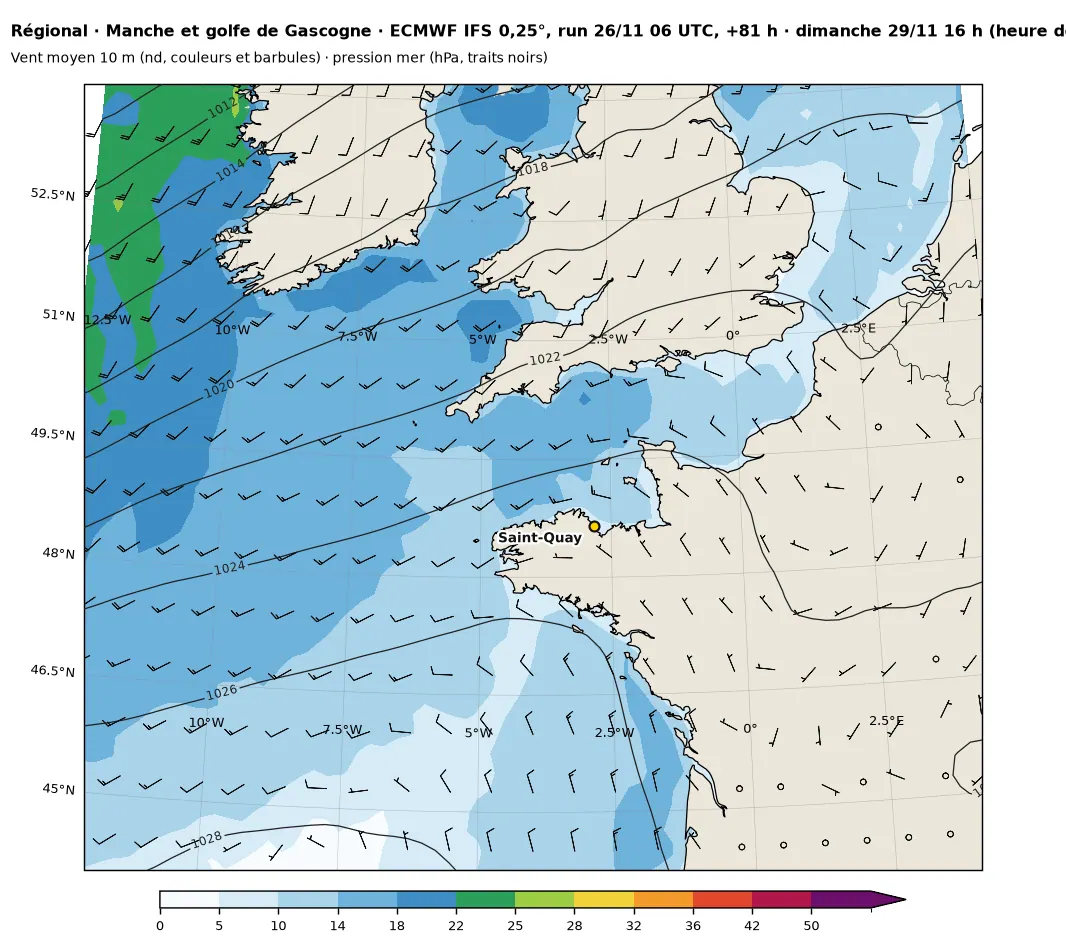 Régional · Manche et golfe de Gascogne · ECMWF IFS 0,25°, run 26/11 06 UTC, +81 h · dimanche 29/11 16 h (heure d
Vent moyen 10 m (nd, couleurs et barbules) · pression mer (hPa, traits noirs)
1012
1014
1018
52.5°N
51°N
12.5°W
10°W
7.5°W
5°W
2.5°W
0°
2.5°E
1022
1020
49.5°N
Saint-Quay
48°N
1024
46.5°N
1026
10°W
7.5°W
5°W
2.5°W
0°
2.5°E
45°N
1028
0 5 10 14 18 22 25 28 32 36 42 50